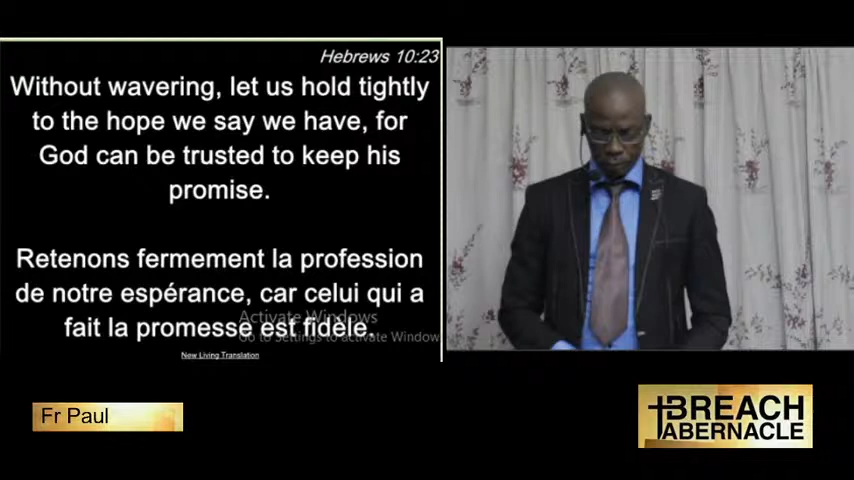 Hebrews 10:23
Without wavering, let us hold tightly
to the hope we say we have, for
God can be trusted to keep his
promise.
Retenons fermement la profession
de notre espérance, car celui qui a
fait la promesse est fidèle.
Activate Windows
Go to Settings to activate Window
New Living Translation
Fr Paul
BREACH
ABERNACLE